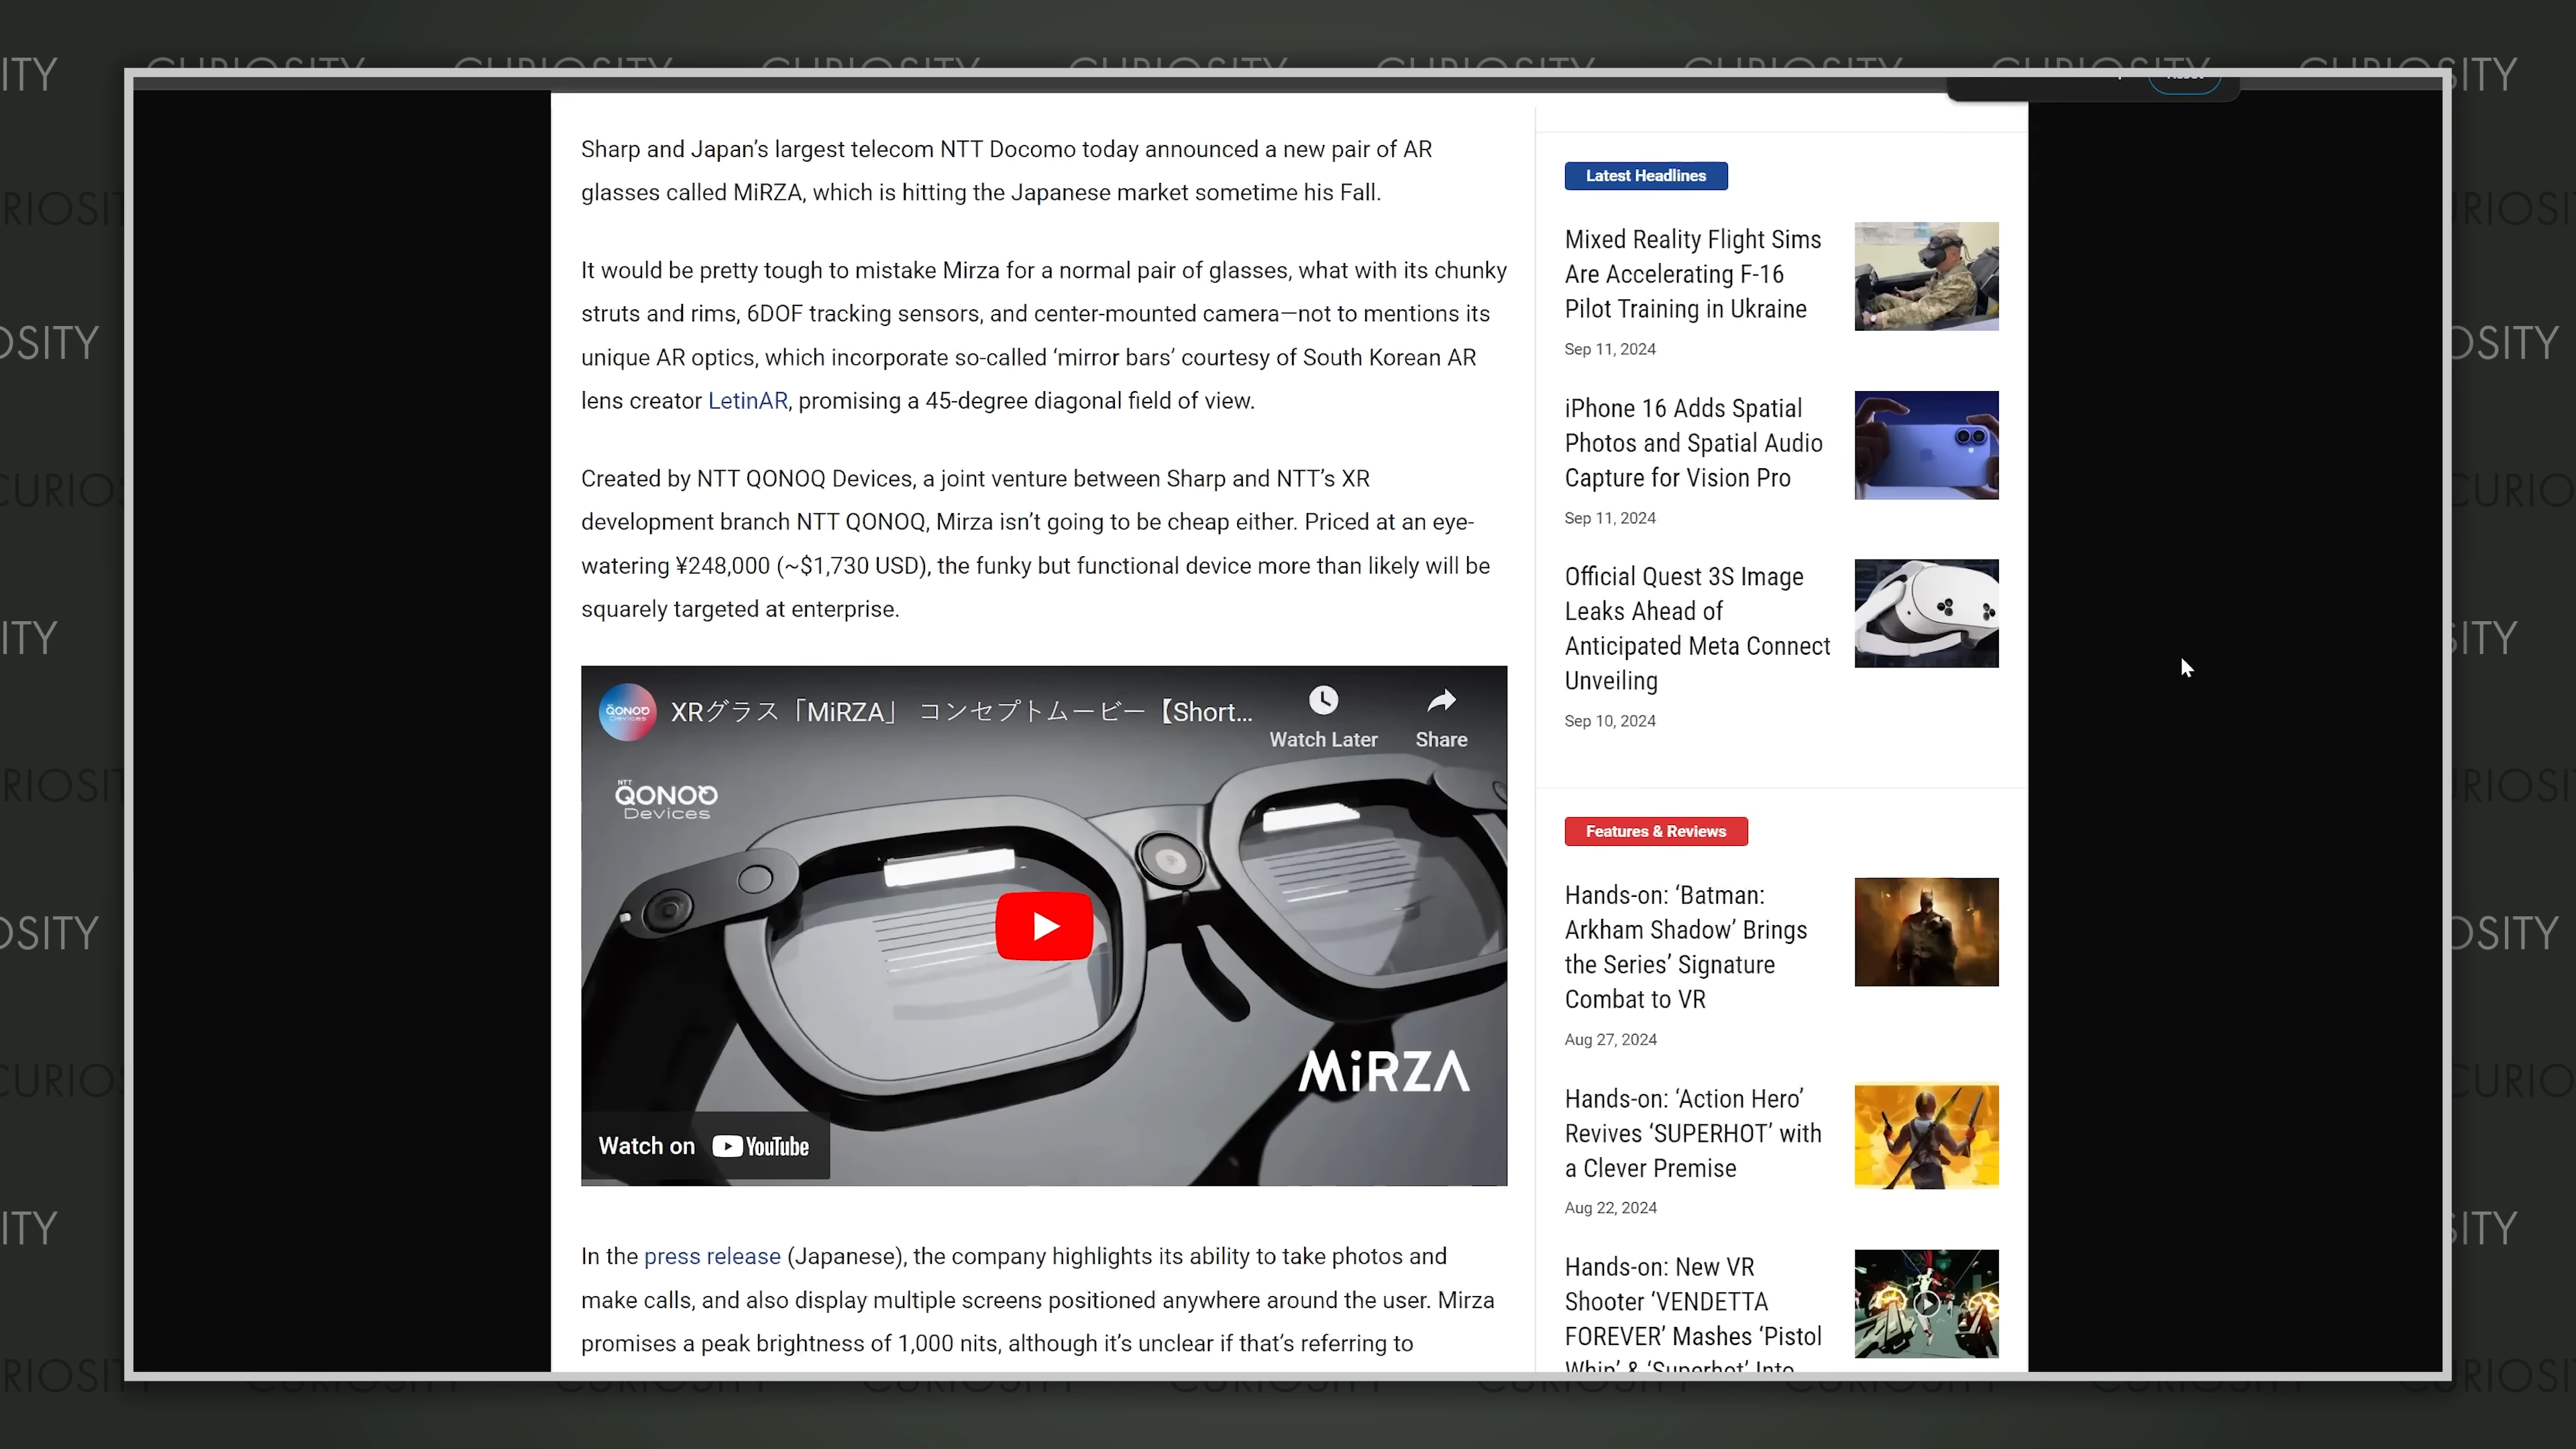 CURIOSITY CURIOSITY CURIOSITY CURIOSITY CURIOSITY CURIOSITY CURIOSITY CURIOSITY
Sharp and Japan’s largest telecom NTT Docomo today announced a new pair of AR
glasses called MiRZA, which is hitting the Japanese market sometime his Fall.
It would be pretty tough to mistake Mirza for a normal pair of glasses, what with its chunky
struts and rims, 6DOF tracking sensors, and center-mounted camera—not to mentions its
unique AR optics, which incorporate so-called ‘mirror bars’ courtesy of South Korean AR
lens creator LetinAR, promising a 45-degree diagonal field of view.
Created by NTT QONOQ Devices, a joint venture between Sharp and NTT’s XR
development branch NTT QONOQ, Mirza isn’t going to be cheap either. Priced at an eye-
watering ¥248,000 (~$1,730 USD), the funky but functional device more than likely will be
squarely targeted at enterprise.
QONOQ
Devices
XRグラス「MiRZA」 コンセプトムービー【Short...
Watch Later
Share
NTT
QONOQ
Devices
MiRZA
Watch on YouTube
In the press release (Japanese), the company highlights its ability to take photos and
make calls, and also display multiple screens positioned anywhere around the user. Mirza
promises a peak brightness of 1,000 nits, although it’s unclear if that’s referring to
Latest Headlines
Mixed Reality Flight Sims
Are Accelerating F-16
Pilot Training in Ukraine
Sep 11, 2024
iPhone 16 Adds Spatial
Photos and Spatial Audio
Capture for Vision Pro
Sep 11, 2024
Official Quest 3S Image
Leaks Ahead of
Anticipated Meta Connect
Unveiling
Sep 10, 2024
Features & Reviews
Hands-on: ‘Batman:
Arkham Shadow’ Brings
the Series’ Signature
Combat to VR
Aug 27, 2024
Hands-on: ‘Action Hero’
Revives ‘SUPERHOT’ with
a Clever Premise
Aug 22, 2024
Hands-on: New VR
Shooter ‘VENDETTA
FOREVER’ Mashes ‘Pistol
Whip’ & ‘Superhot’ Into